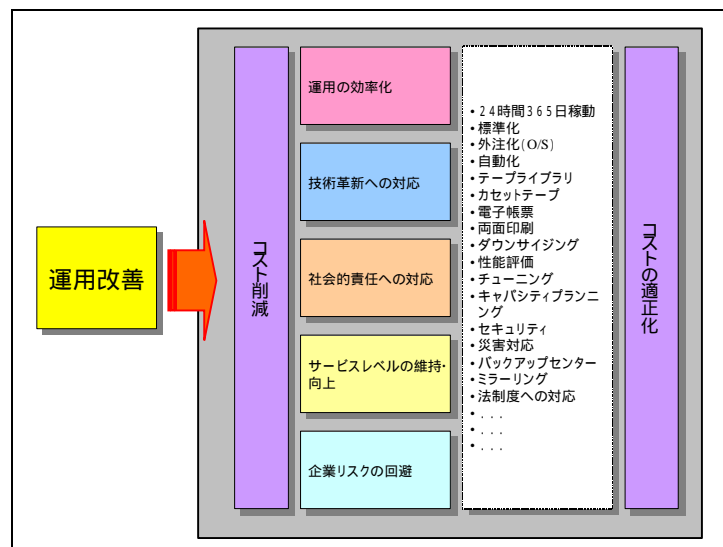 運用改善
コスト削減
運用の効率化
技術革新への対応
社会的責任への対応
サービスレベルの維持・
向上
企業リスクの回避
・24時間365日稼動
・標準化
・外注化(O/S)
・自動化
・テープライブラリ
・カセットテープ
・電子帳票
・両面印刷
・ダウンサイジング
・性能評価
・チューニング
・キャパシティプランニ
ング
・セキュリティ
・災害対応
・バックアップセンター
・ミラーリング
・法制度への対応
・...
・...
・...
コストの適正化